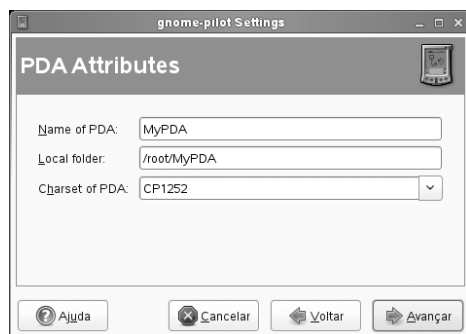 gnome-pilot Settings
PDA Attributes
Name of PDA: MyPDA
Local folder: /root/MyPDA
Charset of PDA: CP1252
Ajuda Cancelar Voltar Avançar